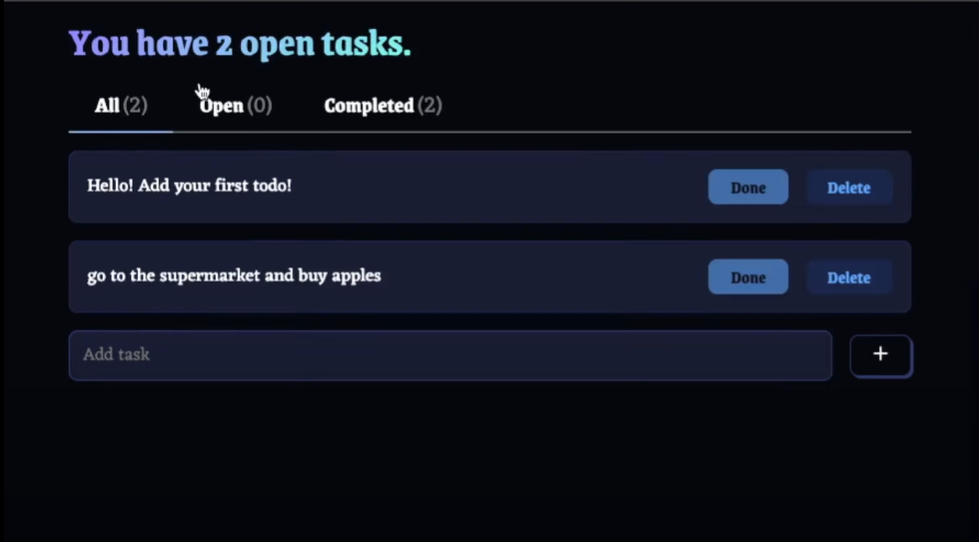 You have 2 open tasks.
All (2) Open (0) Completed (2)
Hello! Add your first todo! Done Delete
go to the supermarket and buy apples Done Delete
Add task +